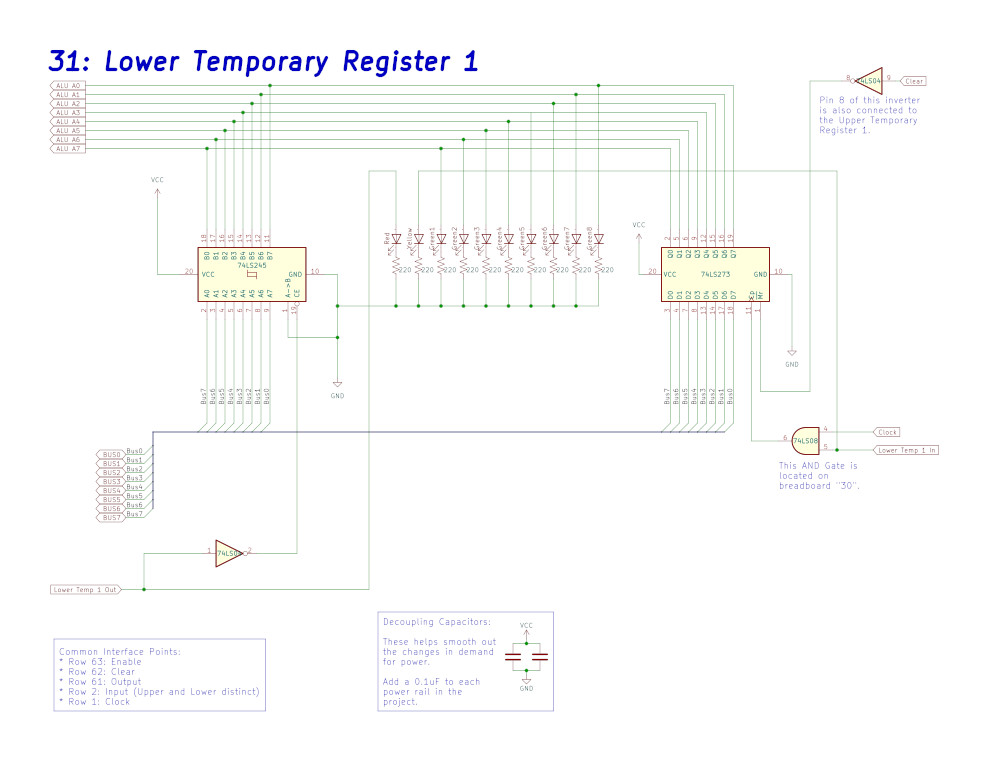 31: Lower Temporary Register 1
ALU A0
ALU A1
ALU A2
ALU A3
ALU A4
ALU A5
ALU A6
ALU A7
8
74LS04
9
Clear
Pin 8 of this inverter
is also connected to
the Upper Temporary
Register 1.
VCC
VCC
18 17 16 15 14 13 12 11
Red
Yellow
Green1
Green2
Green3
Green4
Green5
Green6
Green7
Green8
2 5 6 9 12 15 16 19
B0 B1 B2 B3 B4 B5 B6 B7
74LS245
20
VCC
GND
10
A0 A1 A2 A3 A4 A5 A6 A7
A->B
CE
2 3 4 5 6 7 8 9
1
19
220 220 220 220 220 220 220 220 220 220
Q0 Q1 Q2 Q3 Q4 Q5 Q6 Q7
20
VCC
74LS273
GND
10
D0 D1 D2 D3 D4 D5 D6 D7
Cp
Mr
3 4 7 8 13 14 17 18
11
1
GND
GND
Bus7 Bus6 Bus5 Bus4 Bus3 Bus2 Bus1 Bus0
Bus7 Bus6 Bus5 Bus4 Bus3 Bus2 Bus1 Bus0
4
Clock
6
74LS08
5
Lower Temp 1 In
This AND Gate is
located on
breadboard "30".
BUS0 Bus0
BUS1 Bus1
BUS2 Bus2
BUS3 Bus3
BUS4 Bus4
BUS5 Bus5
BUS6 Bus6
BUS7 Bus7
1
74LS04
2
Lower Temp 1 Out
Common Interface Points:
* Row 63: Enable
* Row 62: Clear
* Row 61: Output
* Row 2: Input (Upper and Lower distinct)
* Row 1: Clock
Decoupling Capacitors:
These helps smooth out
the changes in demand
for power.
Add a 0.1uF to each
power rail in the
project.
VCC
GND